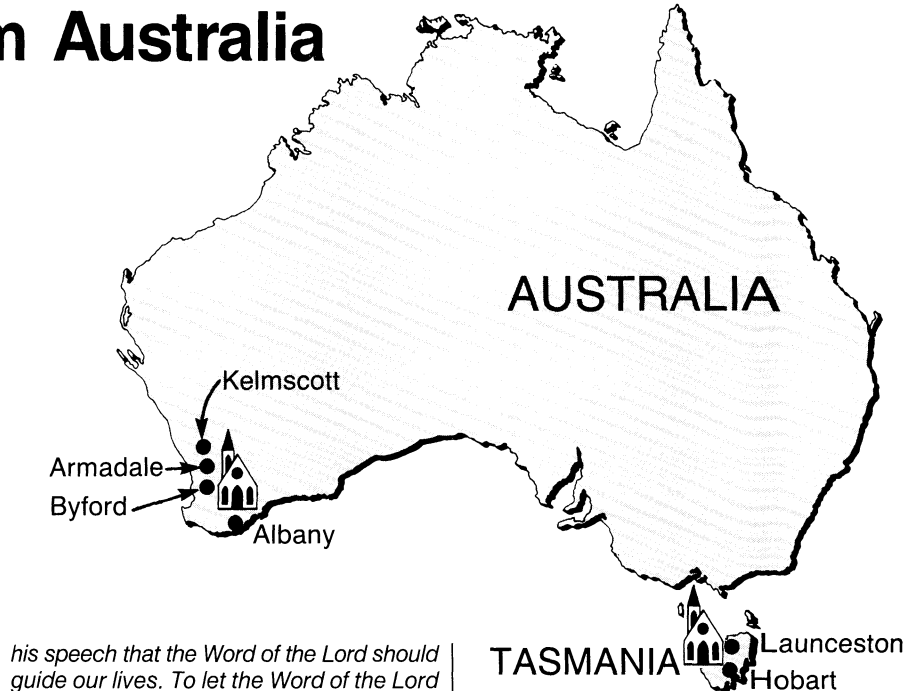 n Australia
AUSTRALIA
Kelmscott
Armadale
Byford
Albany
his speech that the Word of the Lord should
guide our lives. To let the Word of the Lord
TASMANIA
Launceston
Hobart